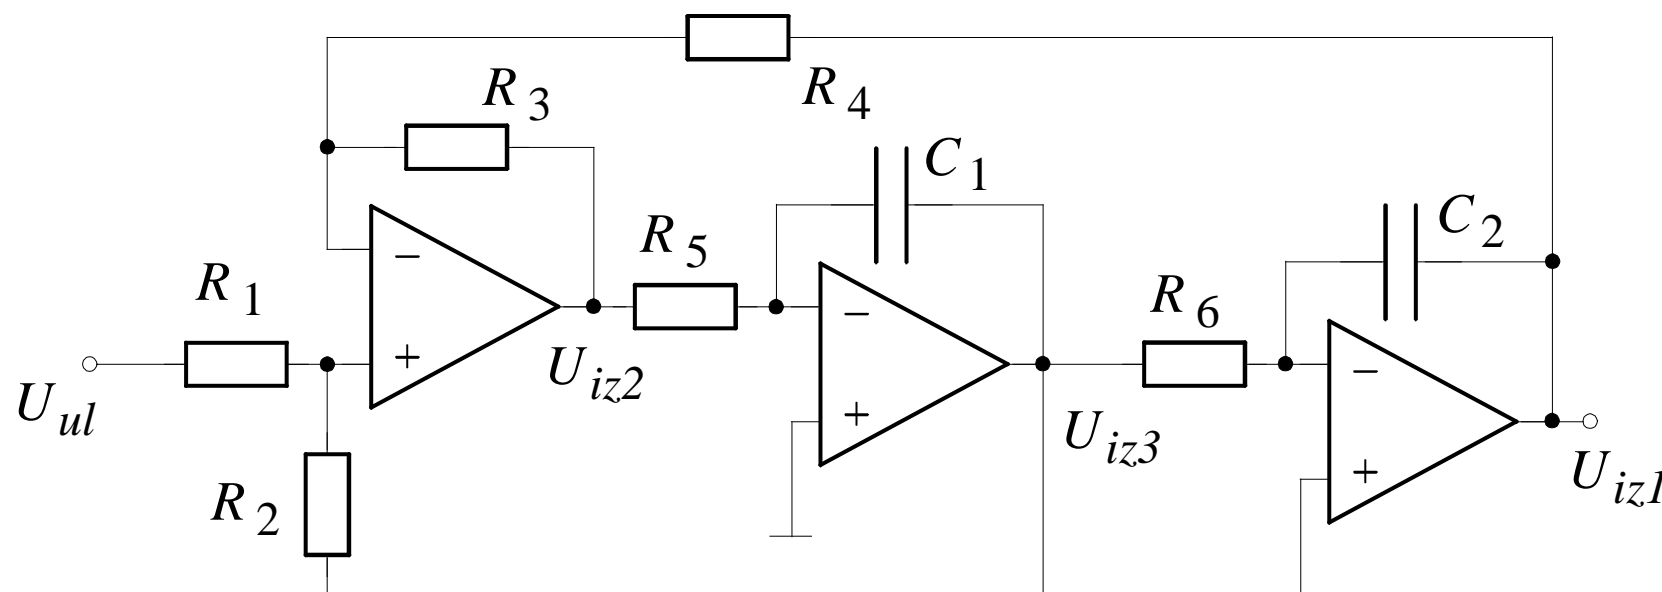 R 3
R 4
C 1
R 5
C 2
R 1
R 6
−
+
U ul
U iz2
−
+
U iz3
−
+
U iz1
R 2